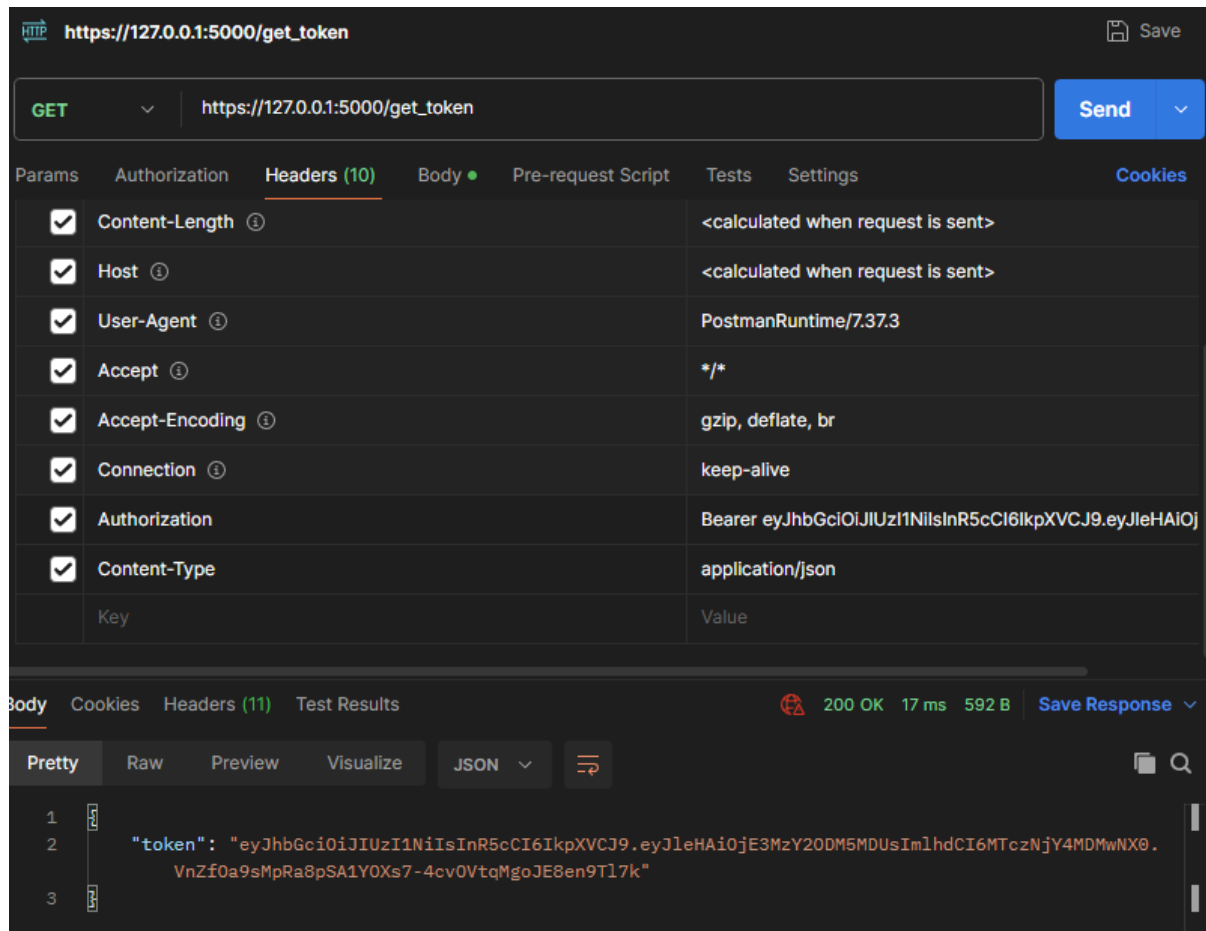 HTTP https://127.0.0.1:5000/get_token Save
GET https://127.0.0.1:5000/get_token Send
Params Authorization Headers (10) Body Pre-request Script Tests Settings Cookies
Content-Length <calculated when request is sent>
Host <calculated when request is sent>
User-Agent PostmanRuntime/7.37.3
Accept */*
Accept-Encoding gzip, deflate, br
Connection keep-alive
Authorization Bearer eyJhbGciOiJIUzI1NiIsInR5cCI6IkpXVCJ9.eyJleHAiOj
Content-Type application/json
Key Value
Body Cookies Headers (11) Test Results 200 OK 17 ms 592 B Save Response
Pretty Raw Preview Visualize JSON
1 {
2 "token": "eyJhbGciOiJIUzI1NiIsInR5cCI6IkpXVCJ9.eyJleHAiOjE3MzY2ODM5MDUsImlhdCI6MTczNjY4MDMwNX0.
VnZfOa9sMpRa8pSA1YOXs7-4cvOVtqMgoJE8en9Tl7k"
3 }